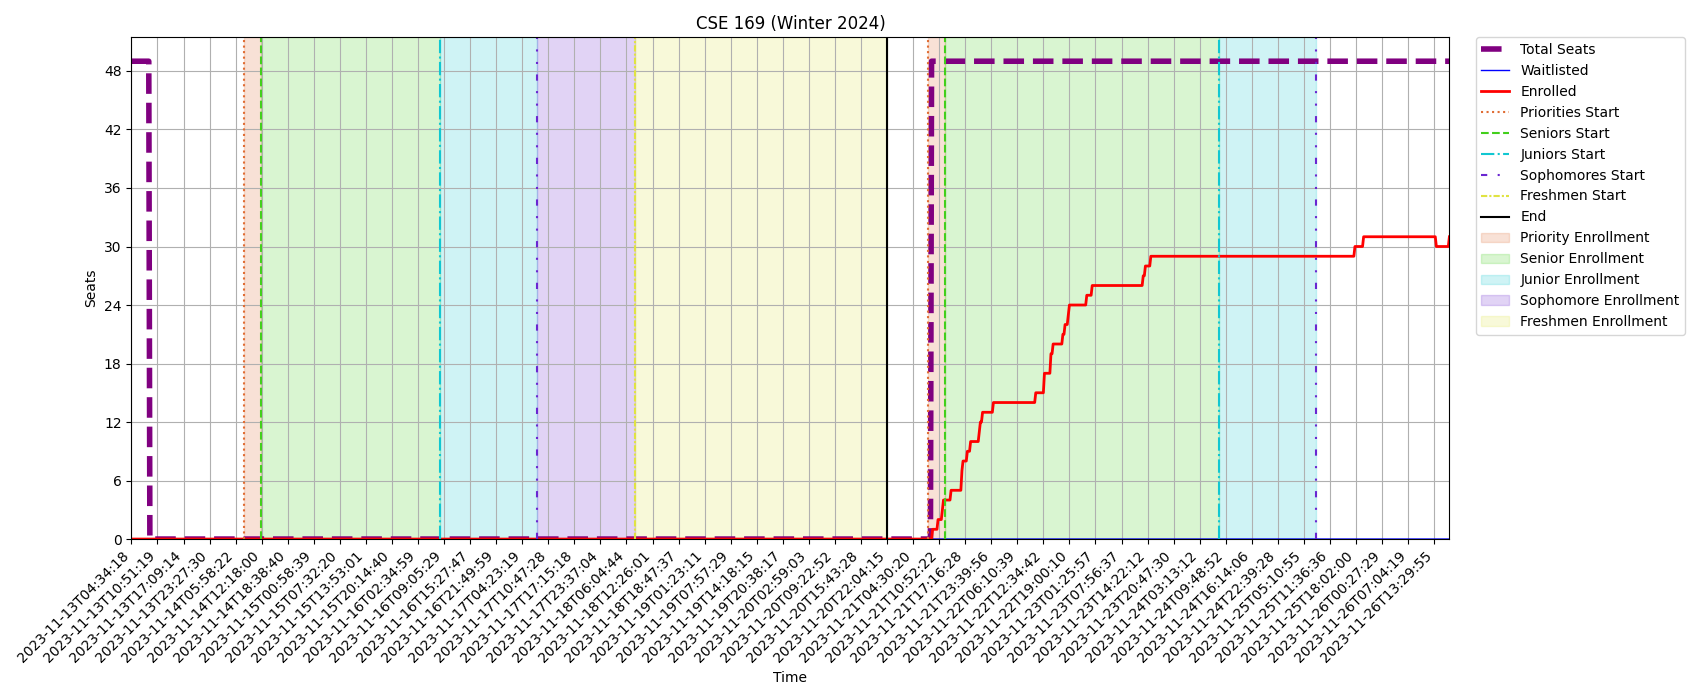 CSE 169 (Winter 2024)
Seats
48
42
36
30
24
18
12
6
0
2023-11-13T04:34:18
2023-11-13T10:51:19
2023-11-13T17:09:14
2023-11-13T23:27:30
2023-11-14T05:58:22
2023-11-14T12:18:00
2023-11-14T18:38:40
2023-11-15T00:58:39
2023-11-15T07:32:20
2023-11-15T13:53:01
2023-11-15T20:14:40
2023-11-16T02:34:59
2023-11-16T09:05:29
2023-11-16T15:27:47
2023-11-16T21:49:59
2023-11-17T04:23:19
2023-11-17T10:47:28
2023-11-17T17:15:18
2023-11-17T23:37:04
2023-11-18T06:04:44
2023-11-18T12:26:01
2023-11-18T18:47:37
2023-11-19T01:23:11
2023-11-19T07:57:29
2023-11-19T14:18:15
2023-11-19T20:38:17
2023-11-20T02:59:03
2023-11-20T09:22:52
2023-11-20T15:43:28
2023-11-20T22:04:15
2023-11-21T04:30:20
2023-11-21T10:52:22
2023-11-21T17:16:28
2023-11-21T23:39:56
2023-11-22T06:10:39
2023-11-22T12:34:42
2023-11-22T19:00:10
2023-11-23T01:25:57
2023-11-23T07:56:37
2023-11-23T14:22:12
2023-11-23T20:47:30
2023-11-24T03:13:12
2023-11-24T09:48:52
2023-11-24T16:14:06
2023-11-24T22:39:28
2023-11-25T05:10:55
2023-11-25T11:36:36
2023-11-25T18:02:00
2023-11-26T00:27:29
2023-11-26T07:04:19
2023-11-26T13:29:55
Time
Total Seats
Waitlisted
Enrolled
Priorities Start
Seniors Start
Juniors Start
Sophomores Start
Freshmen Start
End
Priority Enrollment
Senior Enrollment
Junior Enrollment
Sophomore Enrollment
Freshmen Enrollment